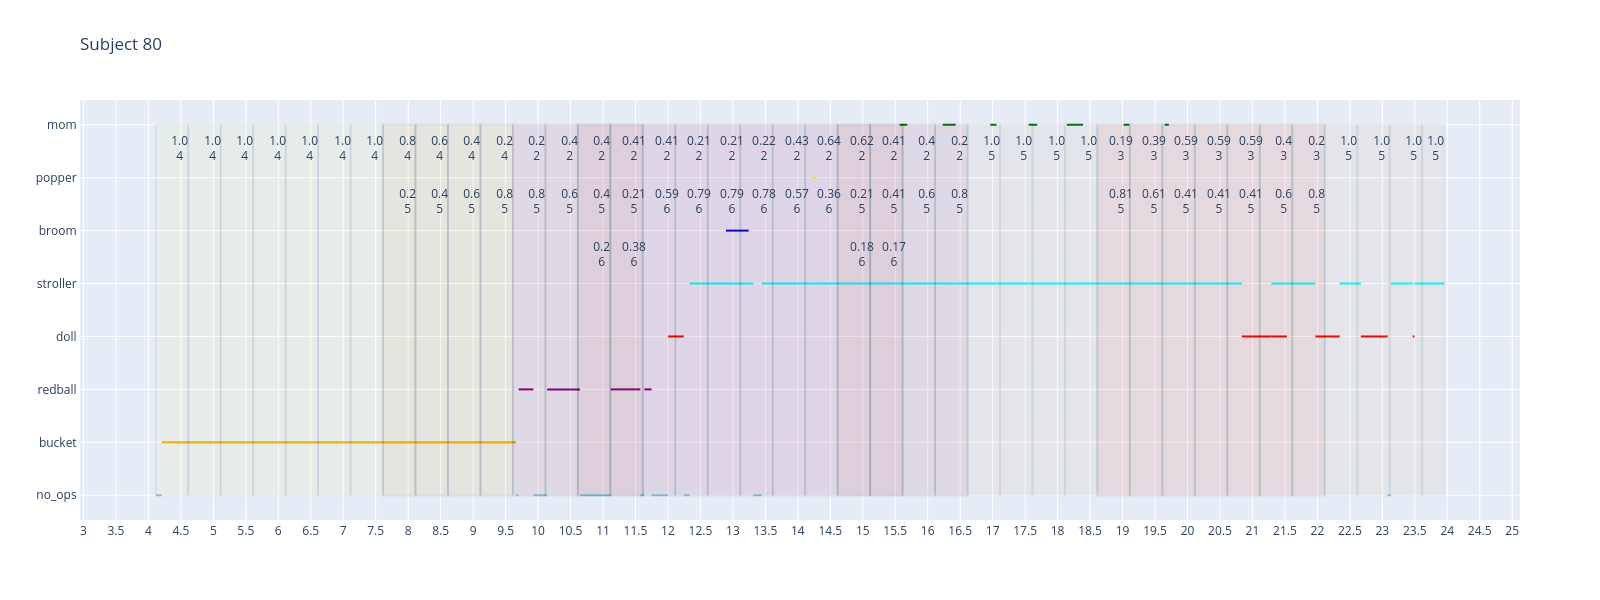 Subject 80
mom
1.0 1.0 1.0 1.0 1.0 1.0 1.0 0.8 0.6 0.4 0.2 0.2 0.4 0.4 0.41 0.41 0.21 0.21 0.22 0.43 0.64 0.62 0.41 0.4 0.2 1.0 1.0 1.0 1.0 0.19 0.39 0.59 0.59 0.59 0.4 0.2 1.0 1.0 1.0 1.0
4 4 4 4 4 4 4 4 4 4 4 2 2 2 2 2 2 2 2 2 2 2 2 2 2 5 5 5 5 3 3 3 3 3 3 3 5 5 5 5
popper
0.2 0.4 0.6 0.8 0.8 0.6 0.4 0.21 0.59 0.79 0.79 0.78 0.57 0.36 0.21 0.41 0.6 0.8 0.81 0.61 0.41 0.41 0.41 0.6 0.8
5 5 5 5 5 5 5 5 6 6 6 6 6 6 5 5 5 5 5 5 5 5 5 5 5
broom
0.2 0.38 0.18 0.17
6 6 6 6
stroller
doll
redball
bucket
no_ops
3 3.5 4 4.5 5 5.5 6 6.5 7 7.5 8 8.5 9 9.5 10 10.5 11 11.5 12 12.5 13 13.5 14 14.5 15 15.5 16 16.5 17 17.5 18 18.5 19 19.5 20 20.5 21 21.5 22 22.5 23 23.5 24 24.5 25